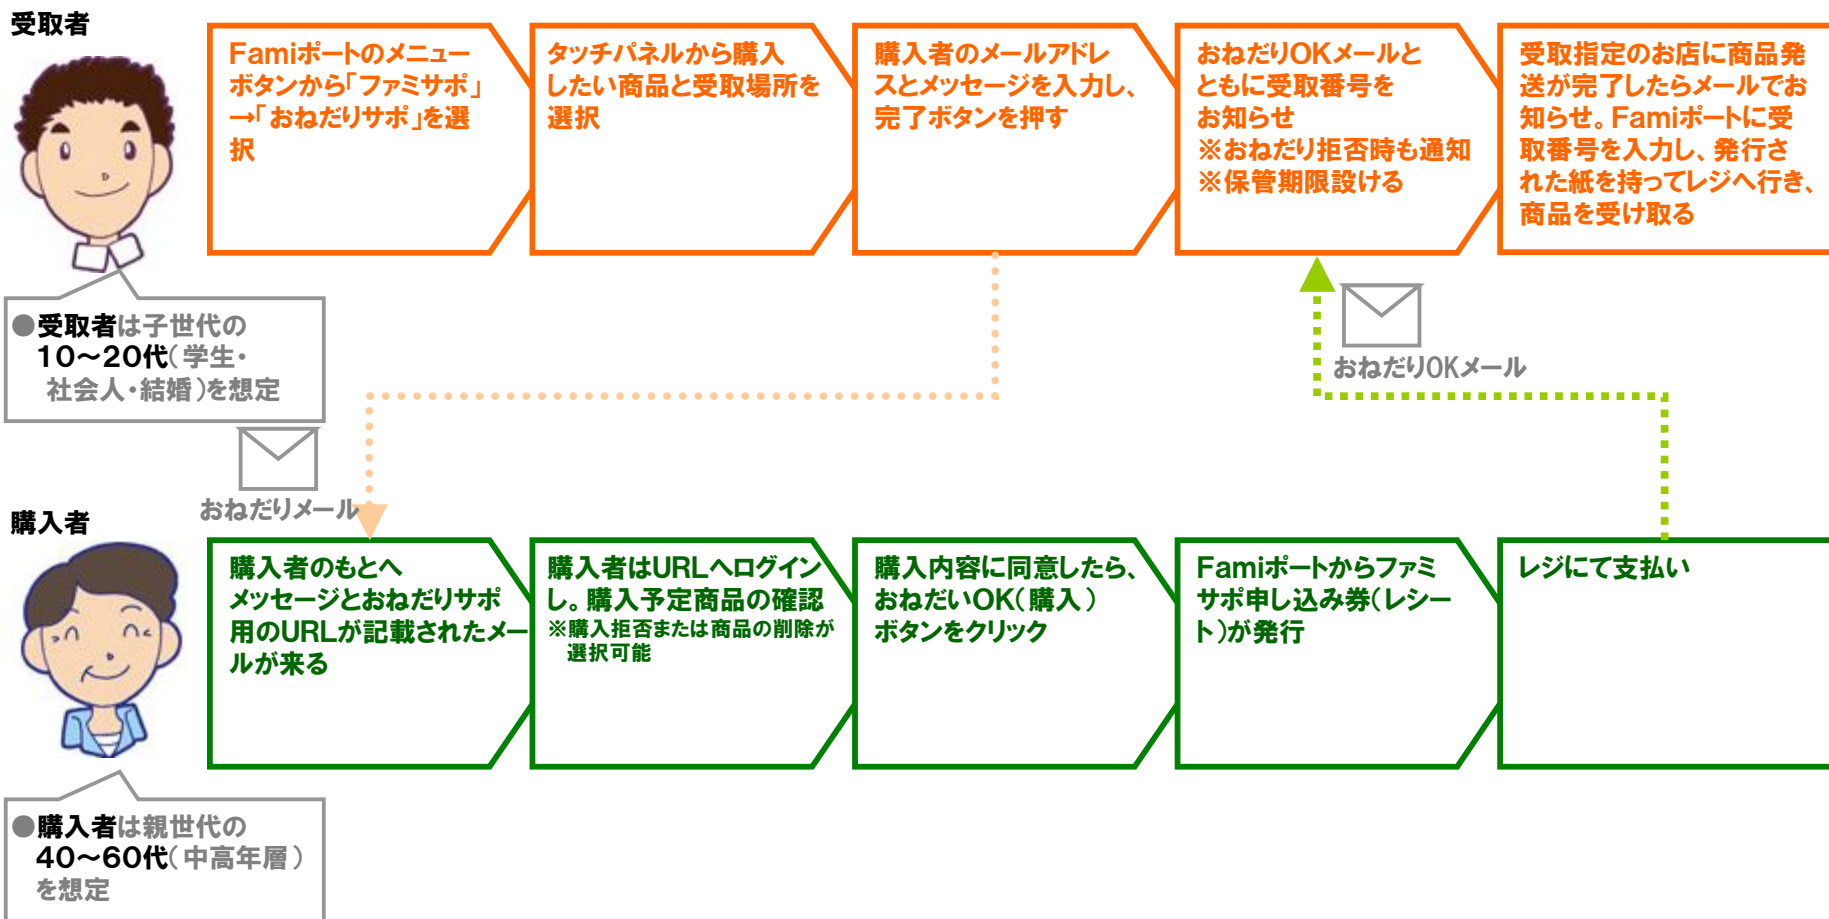 受取者
Famiポートのメニュー
ボタンから「ファミサポ」
→「おねだりサポ」を選
択
タッチパネルから購入
したい商品と受取場所を
選択
購入者のメールアドレ
スとメッセージを入力し、
完了ボタンを押す
おねだりOKメールと
ともに受取番号を
お知らせ
※おねだり拒否時も通知
※保管期限設ける
受取指定のお店に商品発
送が完了したらメールでお
知らせ。Famiポートに受
取番号を入力し、発行さ
れた紙を持ってレジへ行き、
商品を受け取る
●受取者は子世代の
10～20代(学生・
社会人・結婚)を想定
おねだりOKメール
おねだりメール
購入者
購入者のもとへ
メッセージとおねだりサポ
用のURLが記載されたメー
ルが来る
購入者はURLへログイン
し。購入予定商品の確認
※購入拒否または商品の削除が
選択可能
購入内容に同意したら、
おねだいOK(購入)
ボタンをクリック
Famiポートからファミ
サポ申し込み券(レシー
ト)が発行
レジにて支払い
●購入者は親世代の
40～60代(中高年層)
を想定